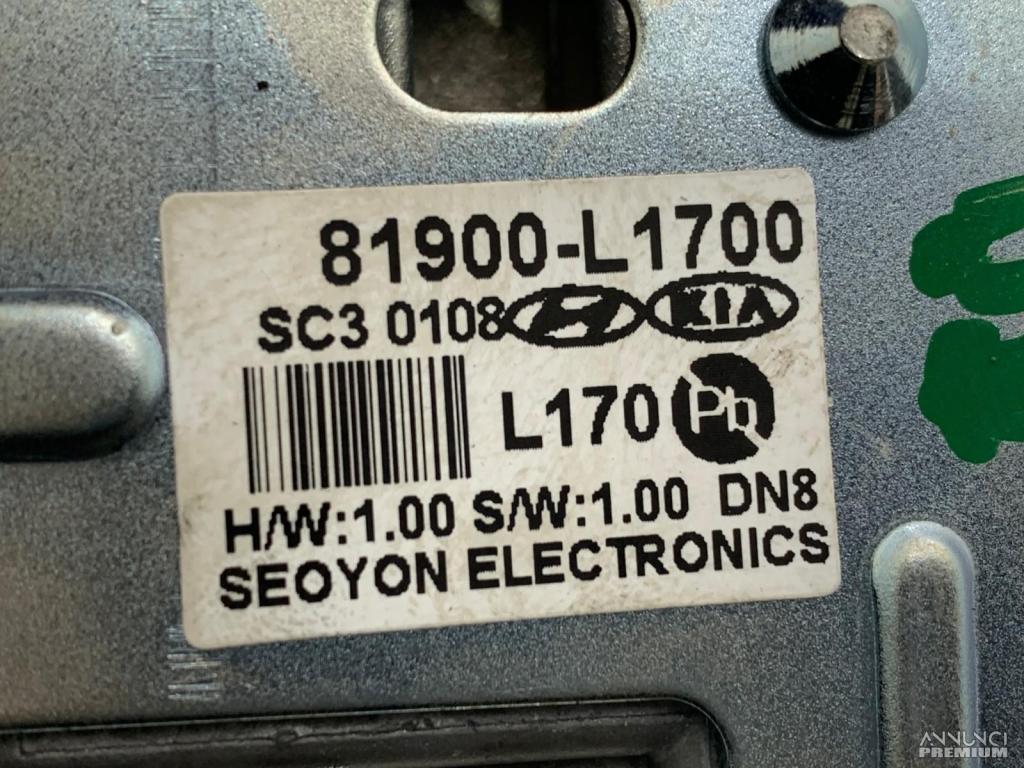 81900-L1700
SC3 0108 KIA
L170 Pb
H/W:1.00 S/W:1.00 DN8
SEOYON ELECTRONICS
ANNUNCI
PREMIUM